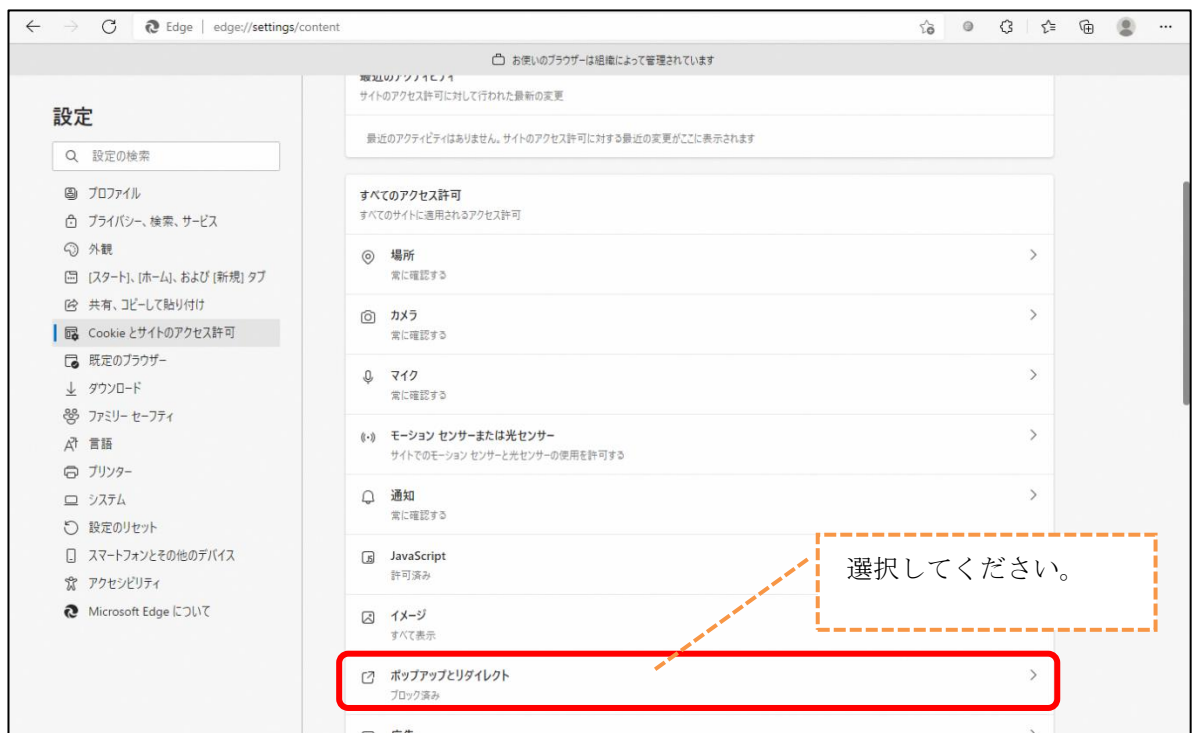 Edge | edge://settings/content
お使いのブラウザーは組織によって管理されています
最近のアクティビティ
サイトのアクセス許可に対して行われた最新の変更
最近のアクティビティはありません。サイトのアクセス許可に対する最近の変更がここに表示されます
設定
設定の検索
プロファイル
プライバシー、検索、サービス
外観
[スタート]、[ホーム]、および [新規] タブ
共有、コピーして貼り付け
Cookie とサイトのアクセス許可
既定のブラウザー
ダウンロード
ファミリー セーフティ
言語
プリンター
システム
設定のリセット
スマートフォンとその他のデバイス
アクセシビリティ
Microsoft Edge について
すべてのアクセス許可
すべてのサイトに適用されるアクセス許可
場所
常に確認する
カメラ
常に確認する
マイク
常に確認する
モーション センサーまたは光センサー
サイトでのモーション センサーと光センサーの使用を許可する
通知
常に確認する
JavaScript
許可済み
イメージ
すべて表示
選択してください。
ポップアップとリダイレクト
ブロック済み